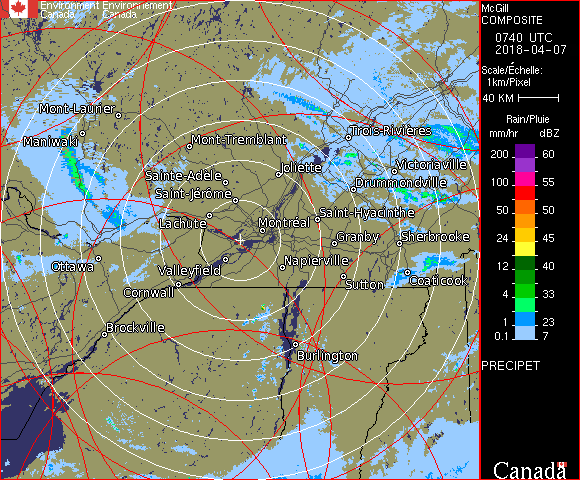 Environment Environnement
Canada Canada
McGill
COMPOSITE
0740 UTC
2018-04-07
Scale/Échelle:
1km/Pixel
40 KM
Rain/Pluie
mm/hr dBZ
200 60
100 55
50 50
24 45
12 40
4 33
1 23
0.1 7
PRECIPET
Canada
Mont-Laurier
Maniwaki
Mont-Tremblant
Trois-Rivières
Victoriaville
Sainte-Adèle
Joliette
Drummondville
Saint-Jérôme
Lachute
Montréal
Saint-Hyacinthe
Granby
Sherbrooke
Ottawa
Valleyfield
Napierville
Cornwall
Sutton
Coaticook
Brockville
Burlington